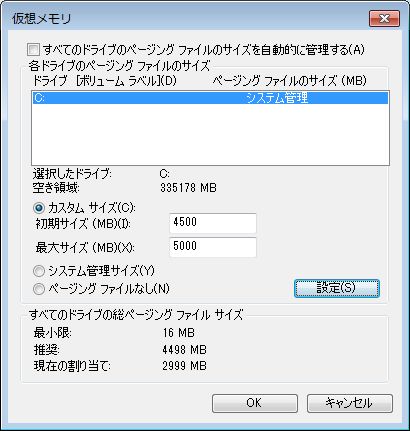 仮想メモリ
すべてのドライブのページング ファイルのサイズを自動的に管理する(A)
各ドライブのページング ファイルのサイズ
ドライブ [ボリューム ラベル](D) ページング ファイルのサイズ (MB)
C: システム管理
選択したドライブ: C:
空き領域: 335178 MB
カスタム サイズ(C):
初期サイズ (MB)(I): 4500
最大サイズ (MB)(X): 5000
システム管理サイズ(Y)
ページング ファイルなし(N) 設定(S)
すべてのドライブの総ページング ファイル サイズ
最小限: 16 MB
推奨: 4498 MB
現在の割り当て: 2999 MB
OK キャンセル